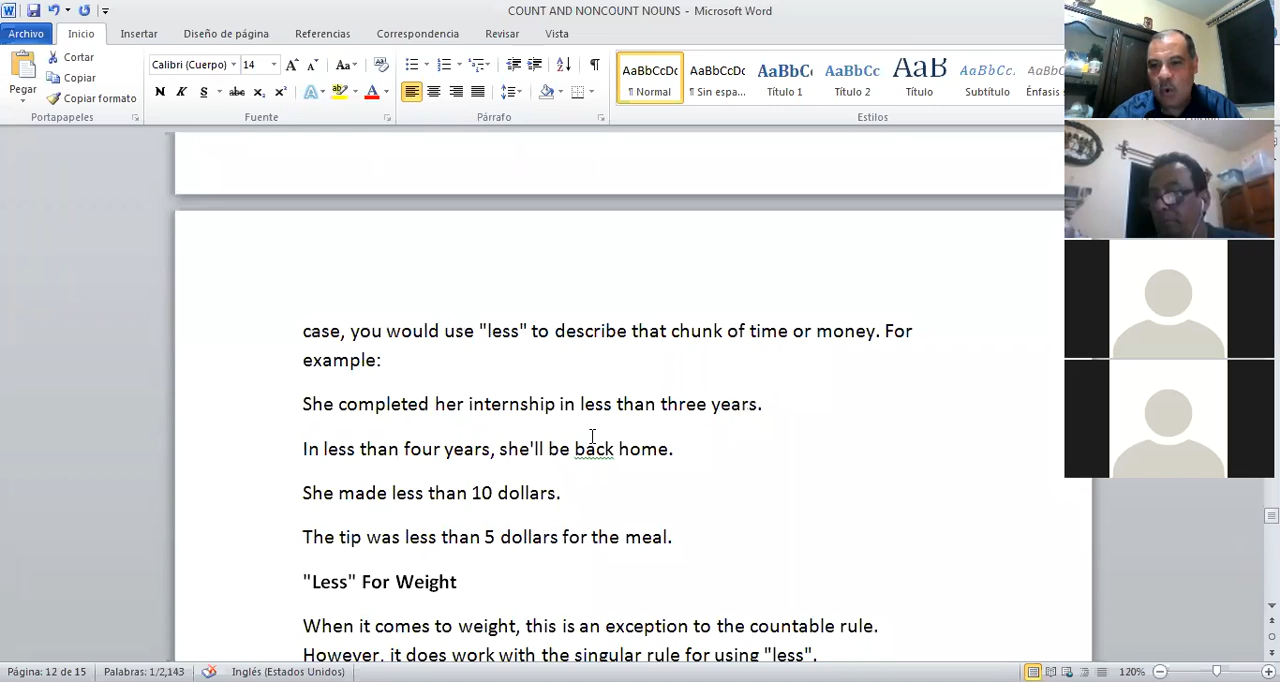 COUNT AND NONCOUNT NOUNS - Microsoft Word
Archivo Inicio Insertar Diseño de página Referencias Correspondencia Revisar Vista
Pegar
Cortar
Copiar
Copiar formato
Portapapeles
Calibri (Cuerpo) 14
Fuente
Párrafo
AaBbCcDc AaBbCcDc AaBbC AaBbCc AaB AaBbCc. AaBbCc
¶ Normal ¶ Sin espa... Título 1 Título 2 Título Subtítulo Énfasis
Estilos
case, you would use "less" to describe that chunk of time or money. For
example:
She completed her internship in less than three years.
In less than four years, she'll be back home.
She made less than 10 dollars.
The tip was less than 5 dollars for the meal.
"Less" For Weight
When it comes to weight, this is an exception to the countable rule.
However, it does work with the singular rule for using "less".
Página: 12 de 15 Palabras: 1/2,143 Inglés (Estados Unidos) 120%